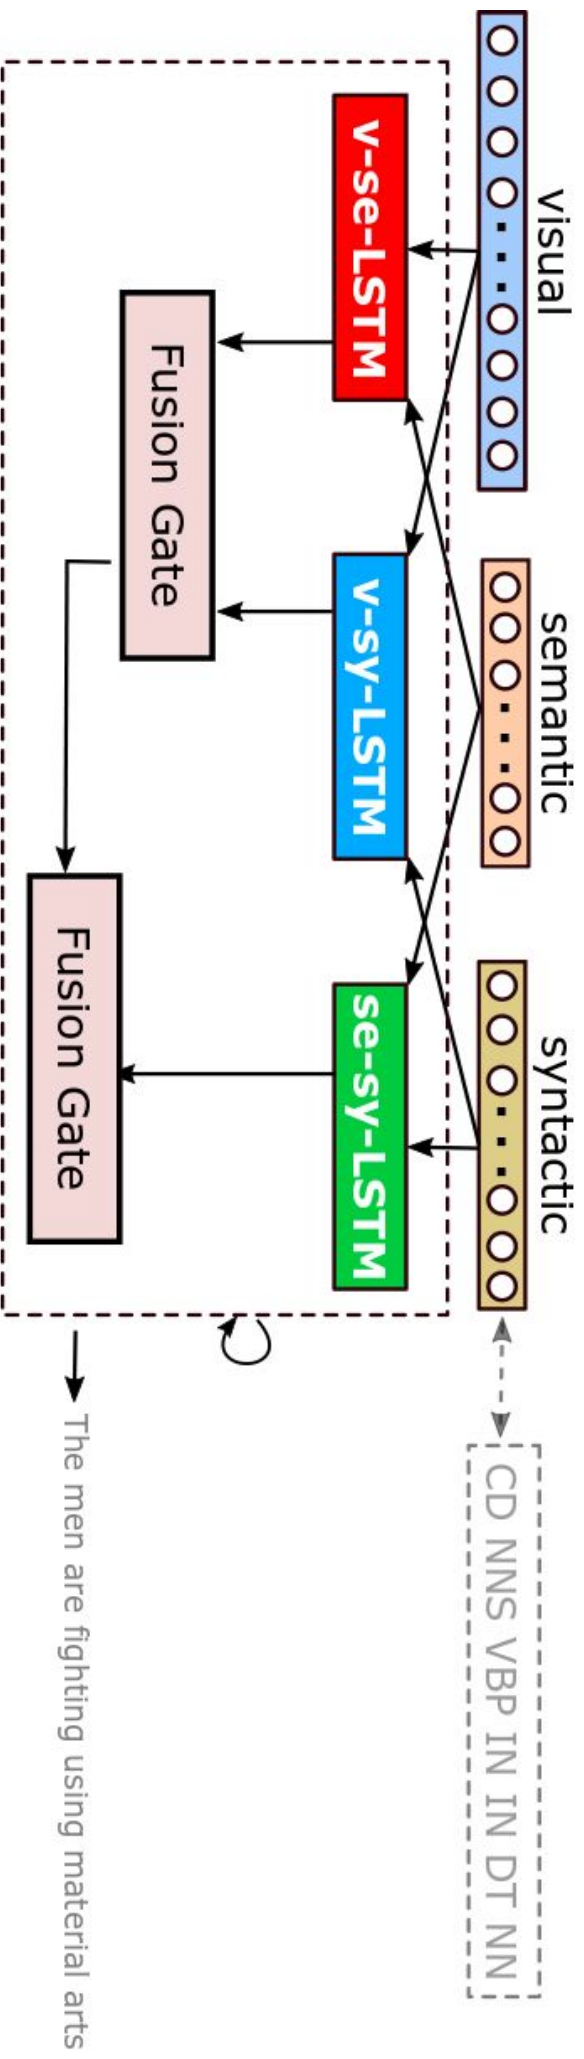 visual
semantic
syntactic
CD NNS VBP IN IN DT NN
v-se-LSTM
v-sy-LSTM
se-sy-LSTM
Fusion Gate
Fusion Gate
The men are fighting using material arts